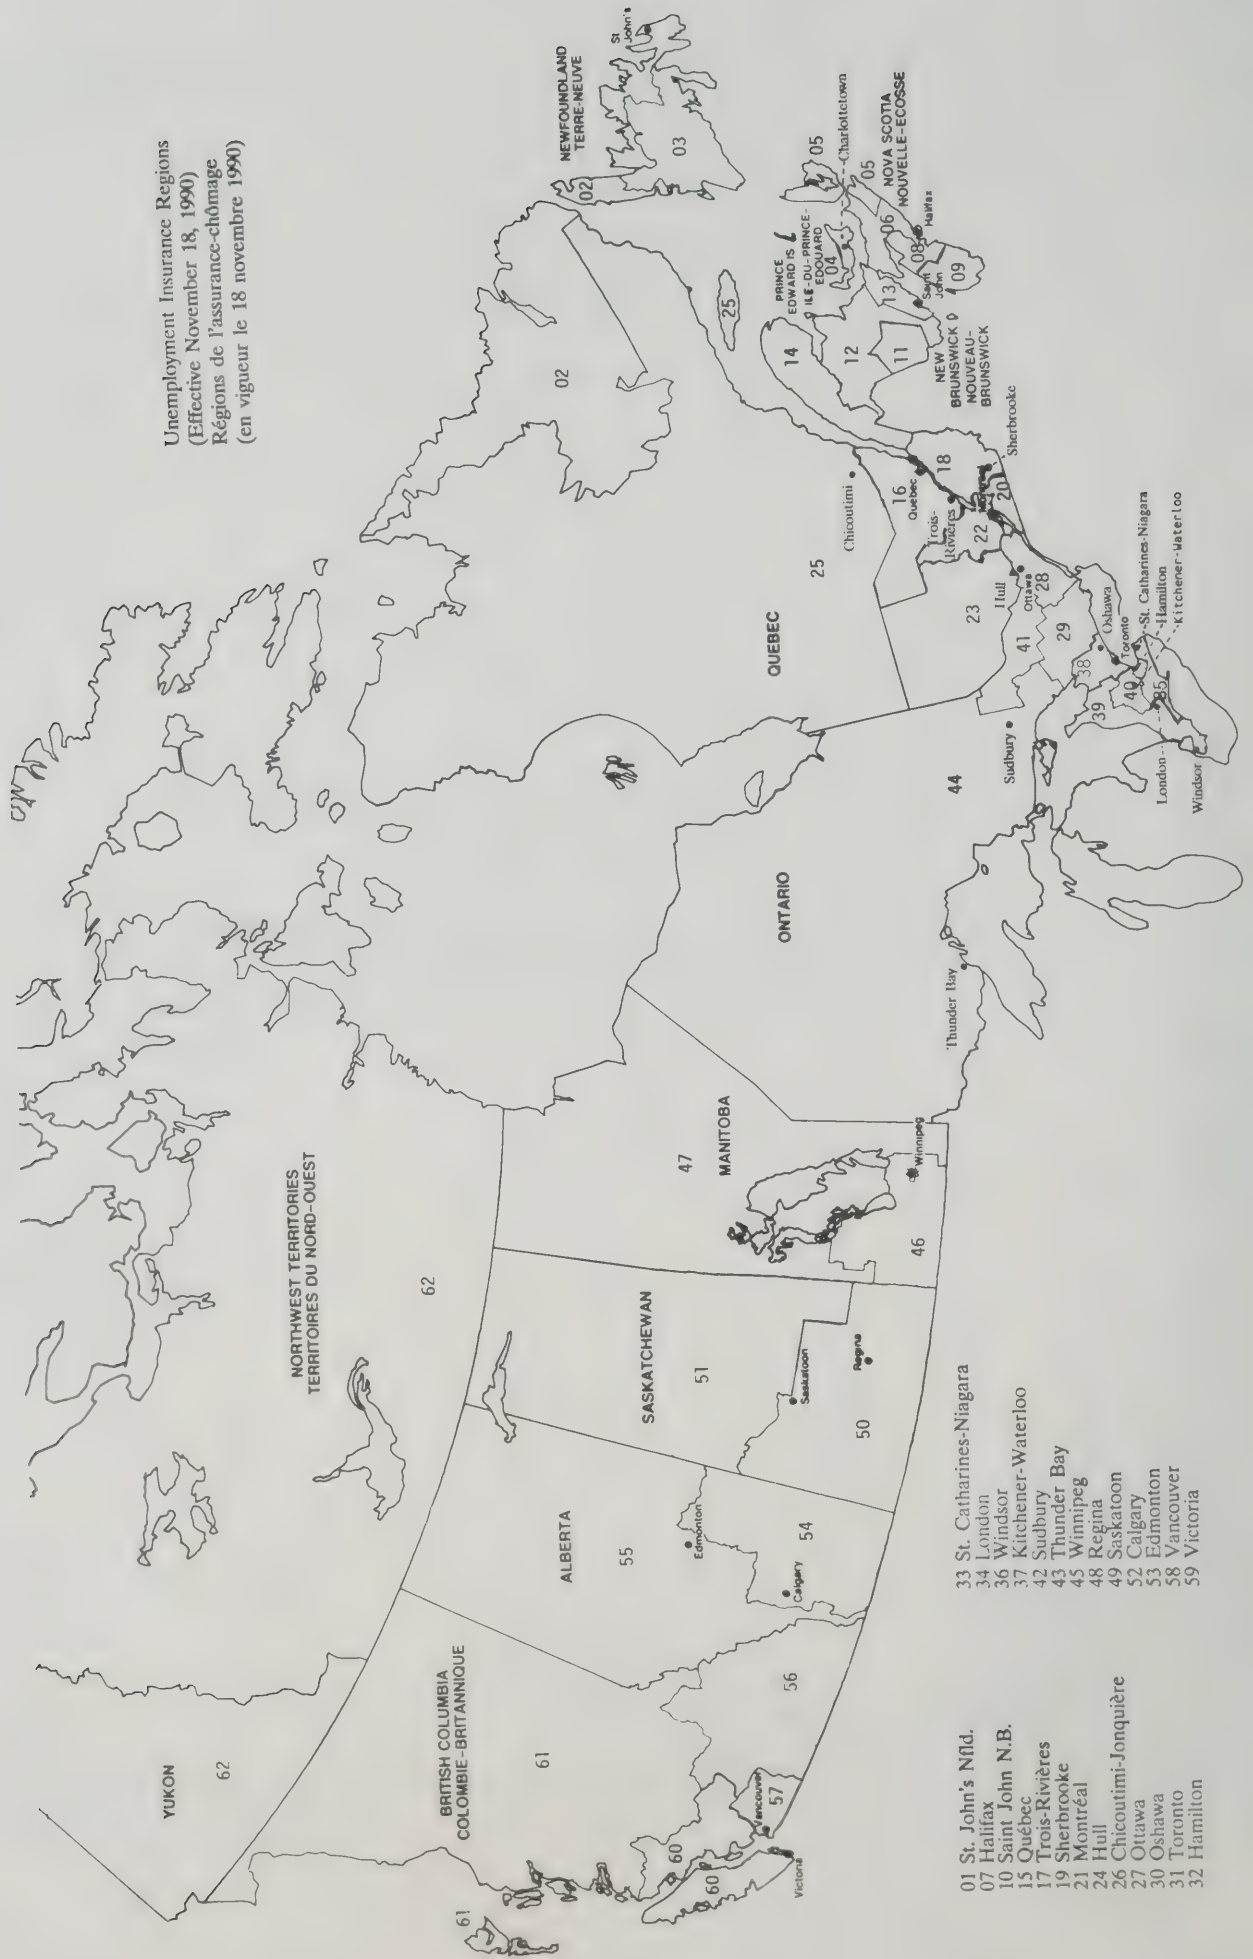 Unemployment Insurance Regions
(Effective November 18, 1990)
Régions de l'assurance-chômage
(en vigueur le 18 novembre 1990)
YUKON
62
NORTHWEST TERRITORIES
TERRITOIRES DU NORD-OUEST
62
BRITISH COLUMBIA
COLOMBIE-BRITANNIQUE
61
61
60
60
Vancouver
57
Victoria
56
ALBERTA
55
Edmonton
54
Calgary
SASKATCHEWAN
51
Saskatoon
50
Regina
MANITOBA
47
46
Winnipeg
ONTARIO
44
Thunder Bay
Sudbury
41
29
28
Ottawa
Hull
38
39
40
35
Oshawa
Toronto
St. Catharines-Niagara
Hamilton
Kitchener-Waterloo
London
Windsor
QUEBEC
25
Chicoutimi
23
22
16
Quebec
Trois-
Rivières
18
Montreal
20
Sherbrooke
14
25
02
NEWFOUNDLAND
TERRE-NEUVE
02
03
St
John's
PRINCE
EDWARD IS
ILE-DU-PRINCE-
EDOUARD
04
Charlottetown
05
05
NOVA SCOTIA
NOUVELLE-ECOSSE
06
08
Halifax
09
NEW
BRUNSWICK
NOUVEAU-
BRUNSWICK
11
12
13
Saint
John
01 St. John's Nfld.
07 Halifax
10 Saint John N.B.
15 Québec
17 Trois-Rivières
19 Sherbrooke
21 Montréal
24 Hull
26 Chicoutimi-Jonquière
27 Ottawa
30 Oshawa
31 Toronto
32 Hamilton
33 St. Catharines-Niagara
34 London
36 Windsor
37 Kitchener-Waterloo
42 Sudbury
43 Thunder Bay
45 Winnipeg
48 Regina
49 Saskatoon
52 Calgary
53 Edmonton
58 Vancouver
59 Victoria